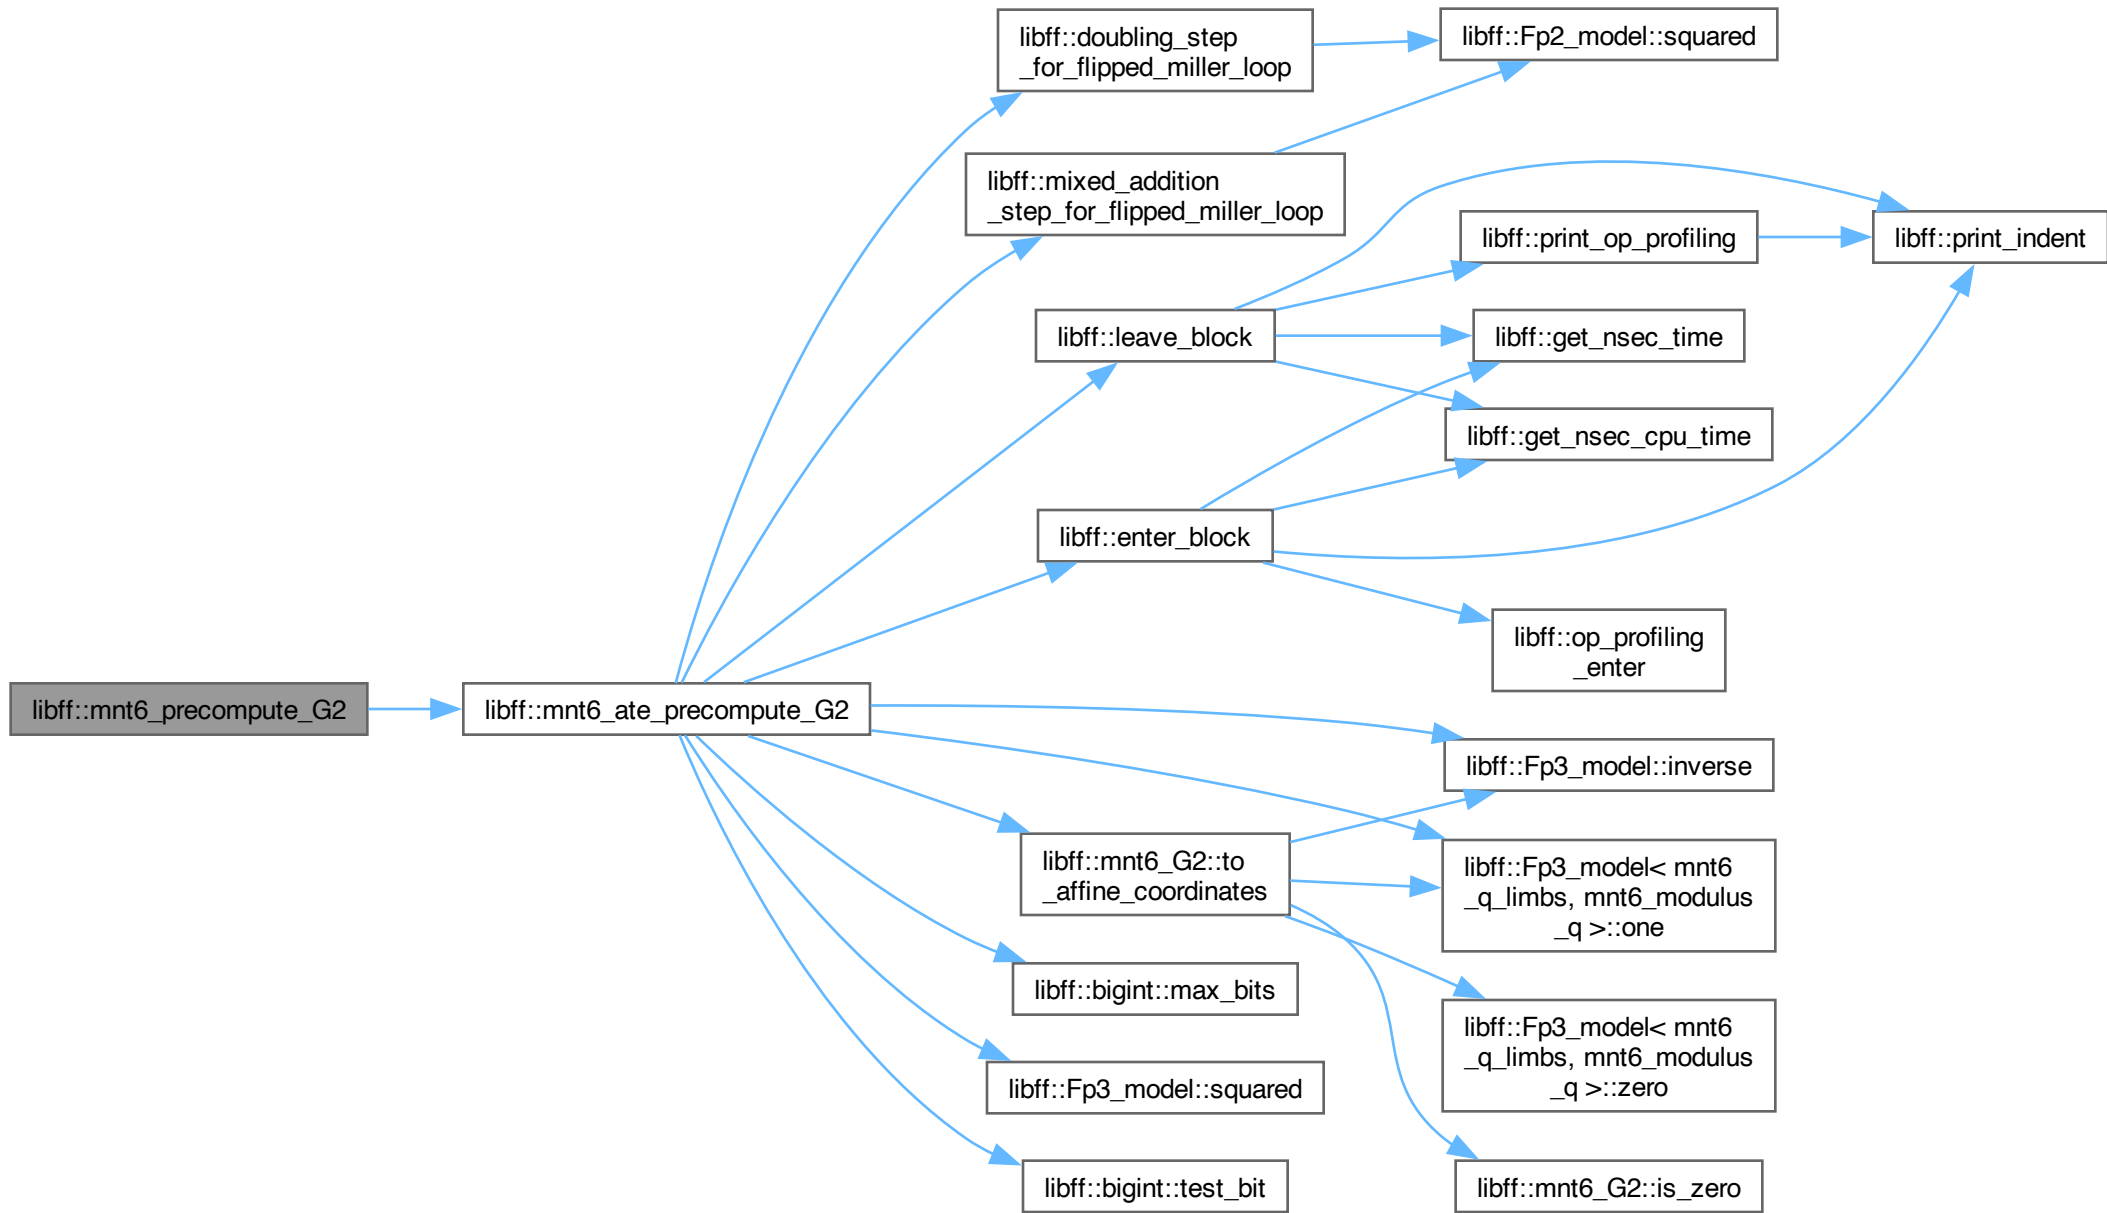 libff::mnt6_precompute_G2
libff::mnt6_ate_precompute_G2
libff::doubling_step
_for_flipped_miller_loop
libff::mixed_addition
_step_for_flipped_miller_loop
libff::leave_block
libff::enter_block
libff::mnt6_G2::to
_affine_coordinates
libff::bigint::max_bits
libff::Fp3_model::squared
libff::bigint::test_bit
libff::Fp2_model::squared
libff::print_op_profiling
libff::get_nsec_time
libff::get_nsec_cpu_time
libff::op_profiling
_enter
libff::Fp3_model::inverse
libff::Fp3_model< mnt6
_q_limbs, mnt6_modulus
_q >::one
libff::Fp3_model< mnt6
_q_limbs, mnt6_modulus
_q >::zero
libff::mnt6_G2::is_zero
libff::print_indent